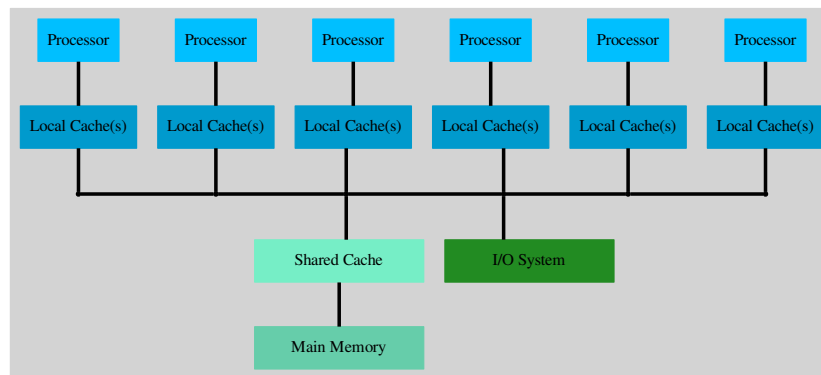 Processor
Processor
Processor
Processor
Processor
Processor
Local Cache(s)
Local Cache(s)
Local Cache(s)
Local Cache(s)
Local Cache(s)
Local Cache(s)
Shared Cache
I/O System
Main Memory